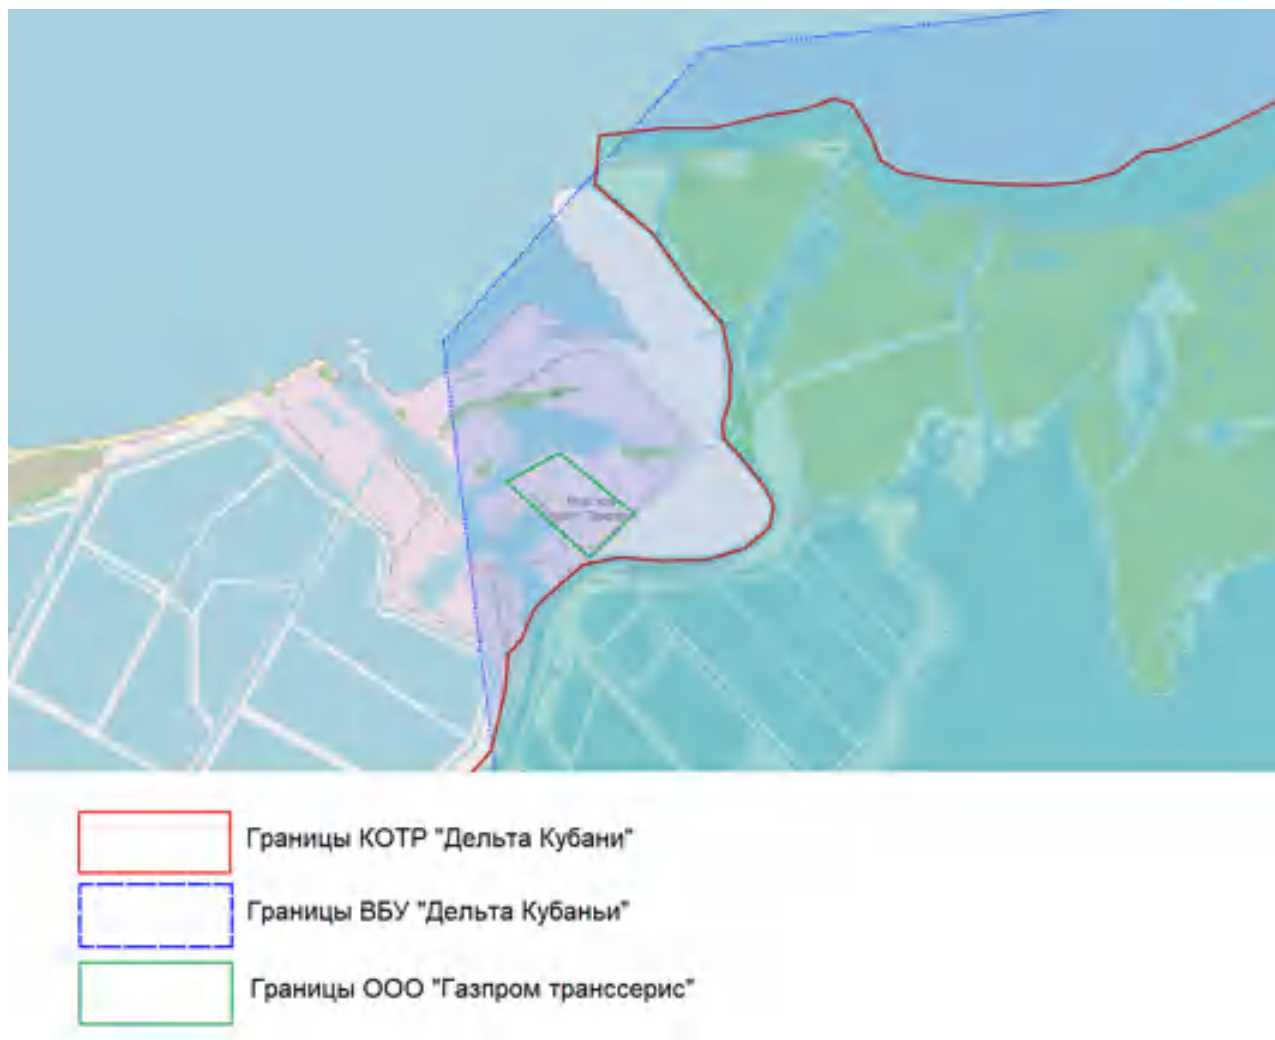 Границы КОТР "Дельта Кубани"
Границы ВБУ "Дельта Кубаньи"
Границы ООО "Газпром транссерис"